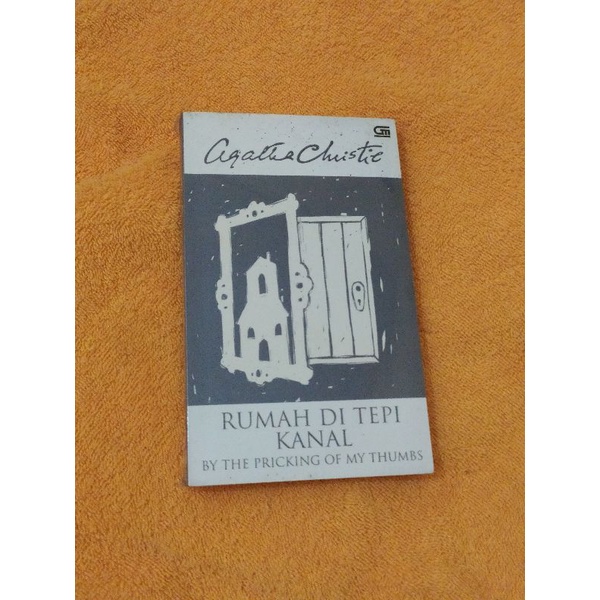 GM
Agatha Christie
RUMAH DI TEPI
KANAL
BY THE PRICKING OF MY THUMBS